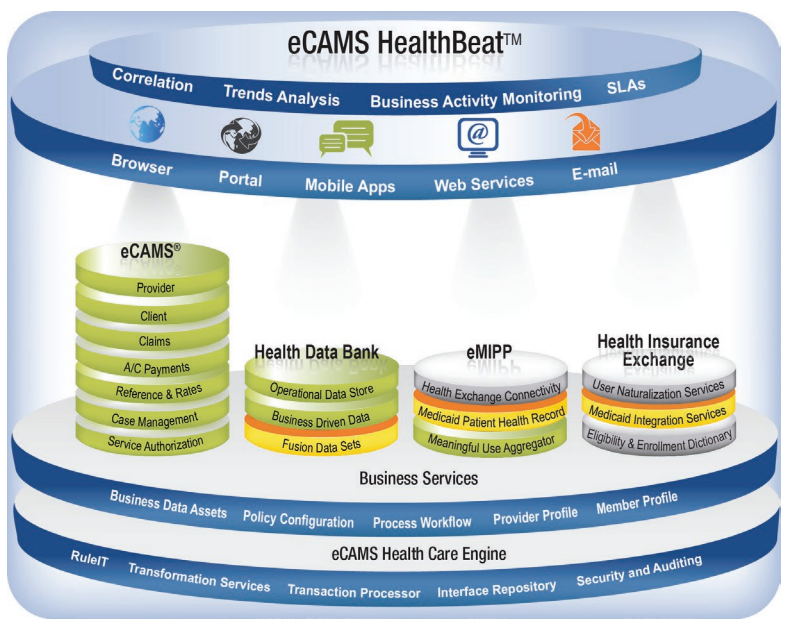 eCAMS HealthBeat™
Correlation
Trends Analysis
Business Activity Monitoring
SLAs
@
Browser
Portal
Mobile Apps
Web Services
E-mail
eCAMS®
Provider
Client
Claims
A/C Payments
Reference & Rates
Case Management
Service Authorization
Health Data Bank
Operational Data Store
Business Driven Data
Fusion Data Sets
eMIPP
Health Exchange Connectivity
Medicaid Patient Health Record
Meaningful Use Aggregator
Health Insurance
Exchange
User Naturalization Services
Medicaid Integration Services
Eligibility & Enrollment Dictionary
Business Services
Business Data Assets
Policy Configuration
Process Workflow
Provider Profile
Member Profile
eCAMS Health Care Engine
RuleIT
Transformation Services
Transaction Processor
Interface Repository
Security and Auditing